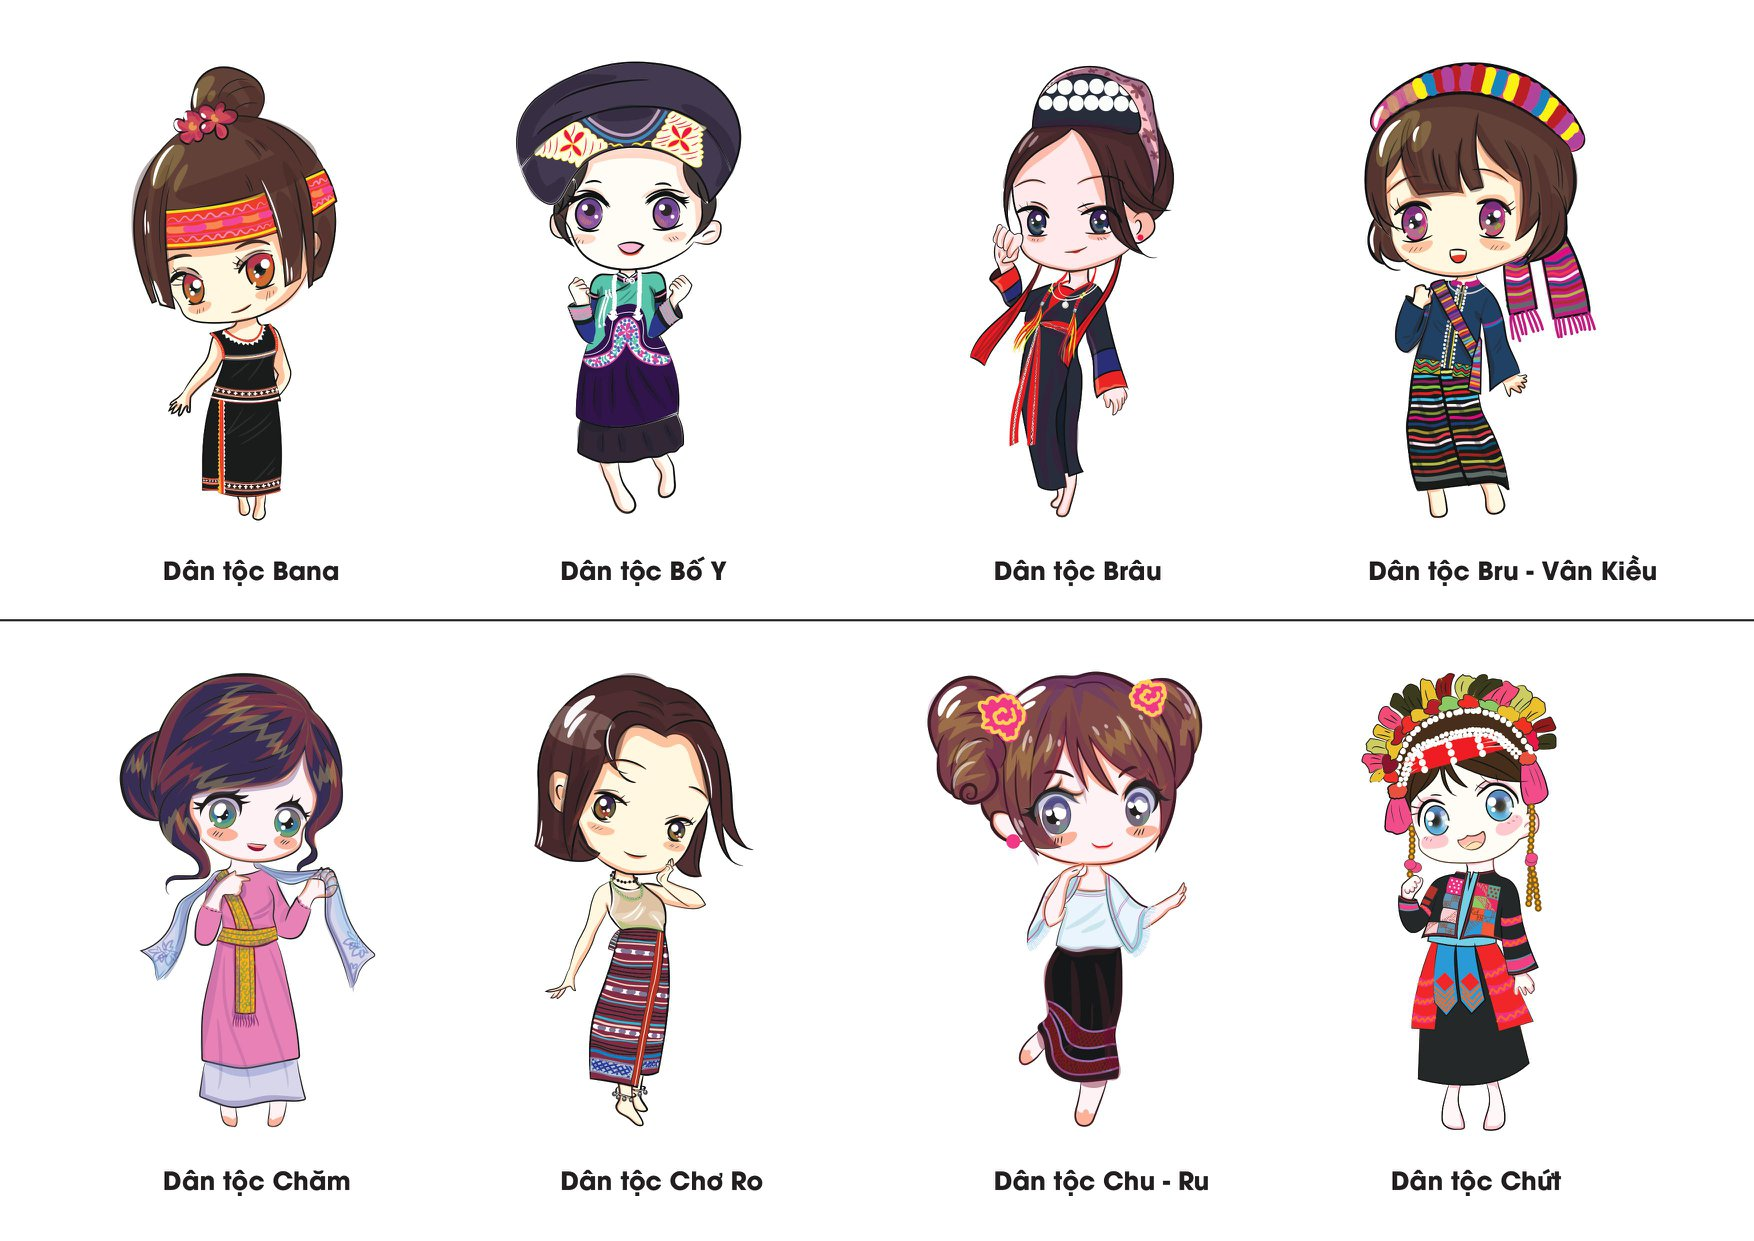 Dân tộc Bana
Dân tộc Bố Y
Dân tộc Brâu
Dân tộc Bru - Vân Kiều
Dân tộc Chăm
Dân tộc Chơ Ro
Dân tộc Chu - Ru
Dân tộc Chứt